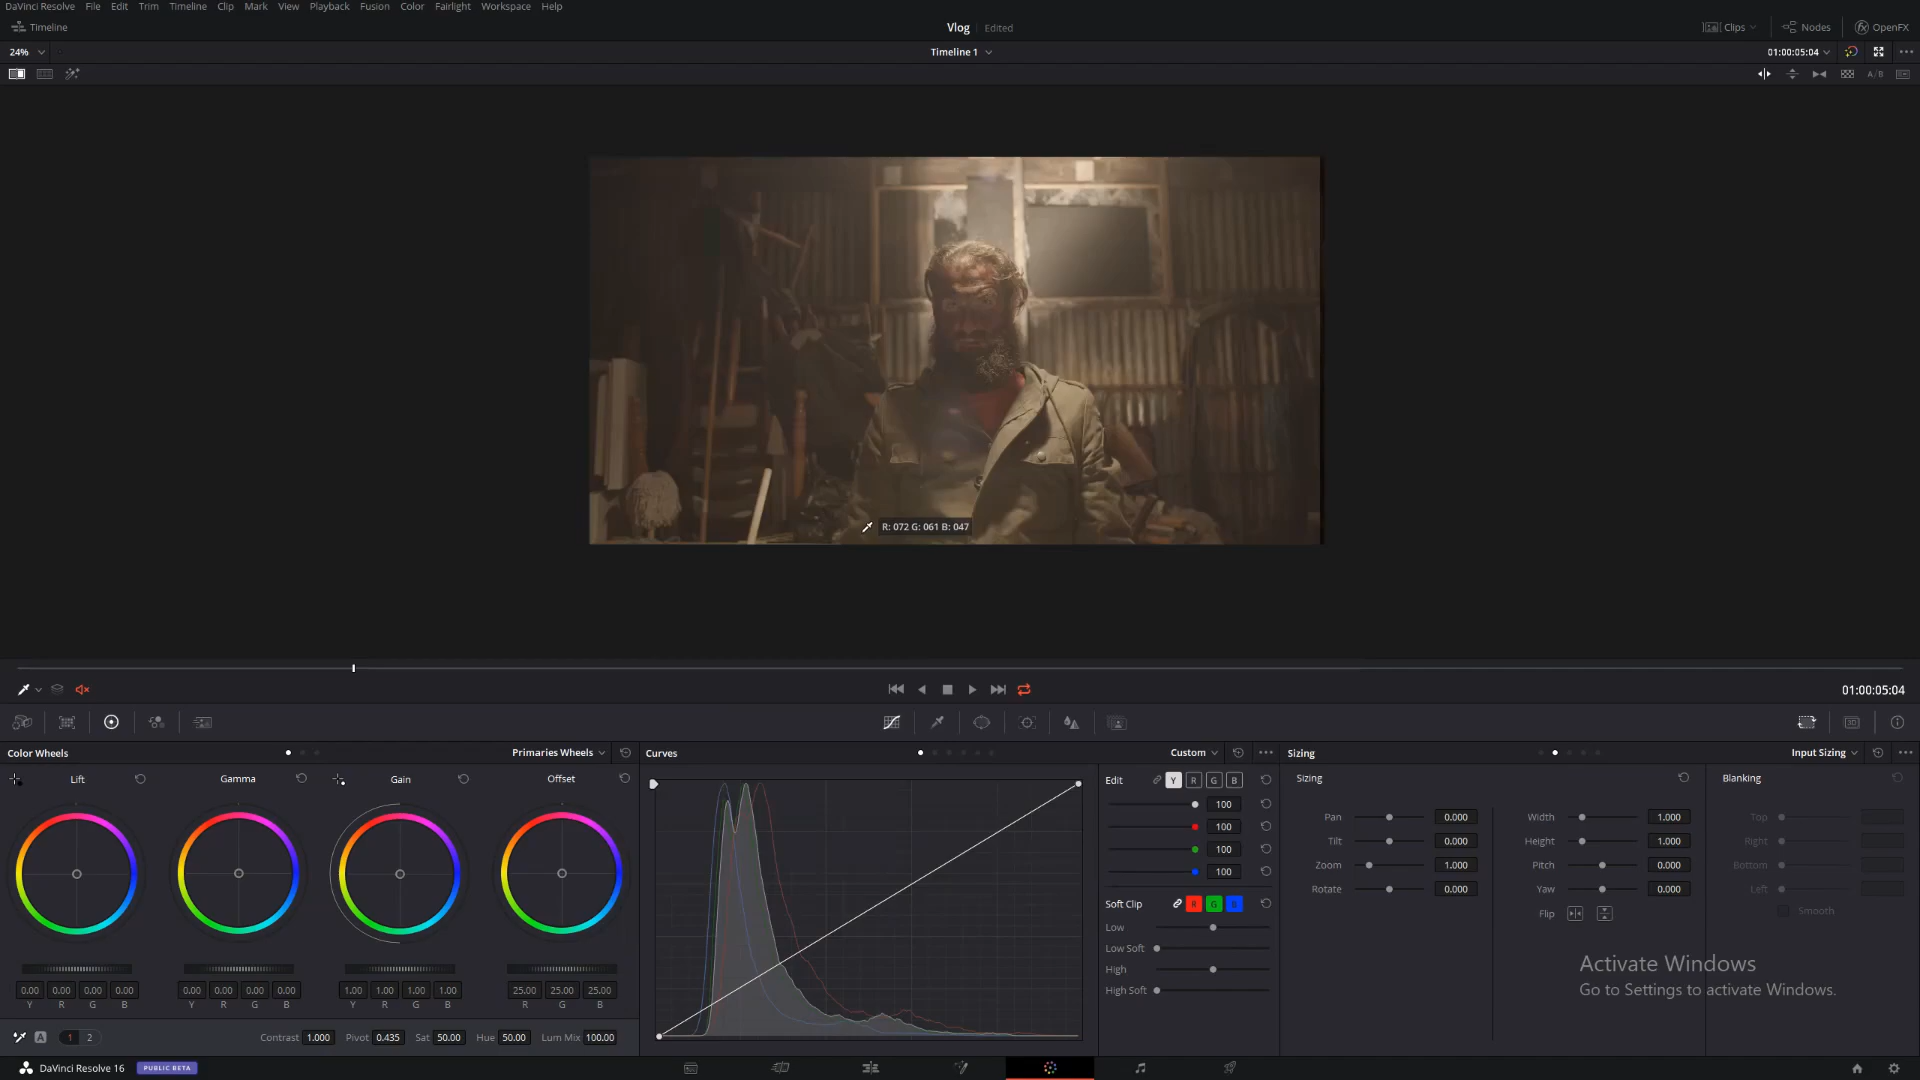 DaVinci Resolve File Edit Trim Timeline Clip Mark View Playback Fusion Color Fairlight Workspace Help
Timeline Vlog Edited Clips Nodes OpenFX
24% Timeline 1 01:00:05:04
A/B
R: 072 G: 061 B: 047
01:00:05:04
Color Wheels Primaries Wheels Curves Custom Sizing Input Sizing
Lift Gamma Gain Offset Edit Y R G B Sizing Blanking
100
Pan 0.000 Width 1.000 Top
100
Tilt 0.000 Height 1.000 Right
100
Zoom 1.000 Pitch 0.000 Bottom
100
Rotate 0.000 Yaw 0.000 Left
Soft Clip R G B Flip Smooth
Low
Low Soft
High
High Soft
Activate Windows
Go to Settings to activate Windows.
0.00 0.00 0.00 0.00 0.00 0.00 0.00 0.00 1.00 1.00 1.00 1.00 25.00 25.00 25.00
Y R G B Y R G B Y R G B R G B
A 1 2 Contrast 1.000 Pivot 0.435 Sat 50.00 Hue 50.00 Lum Mix 100.00
DaVinci Resolve 16 PUBLIC BETA